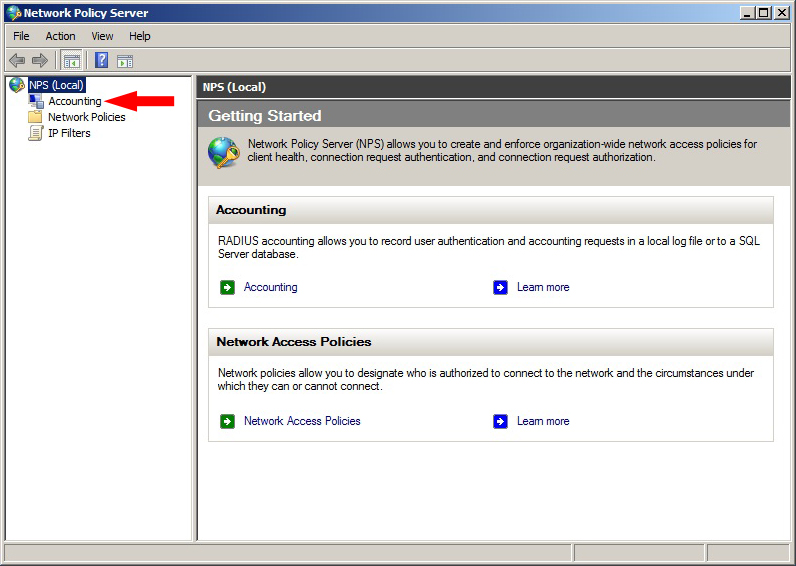 Network Policy Server
File Action View Help
NPS (Local)
Accounting
Network Policies
IP Filters
NPS (Local)
Getting Started
Network Policy Server (NPS) allows you to create and enforce organization-wide network access policies for
client health, connection request authentication, and connection request authorization.
Accounting
RADIUS accounting allows you to record user authentication and accounting requests in a local log file or to a SQL
Server database.
Accounting Learn more
Network Access Policies
Network policies allow you to designate who is authorized to connect to the network and the circumstances under
which they can or cannot connect.
Network Access Policies Learn more